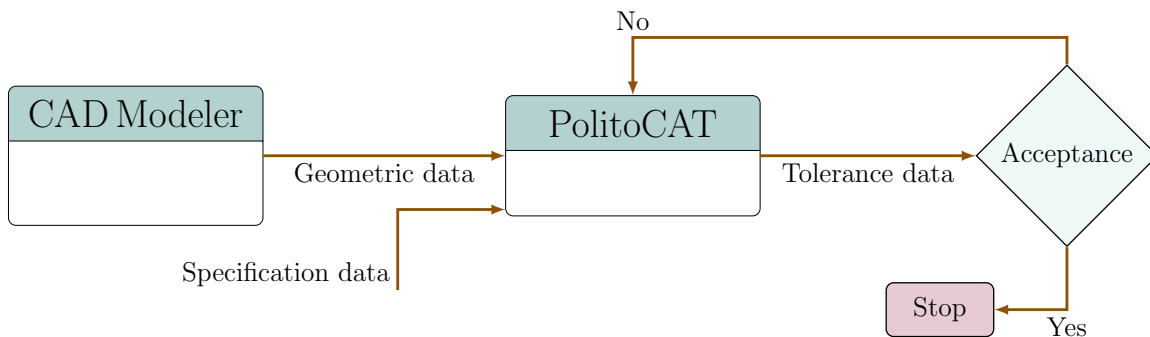 No
CAD Modeler
PolitoCAT
Acceptance
Geometric data
Tolerance data
Specification data
Stop
Yes